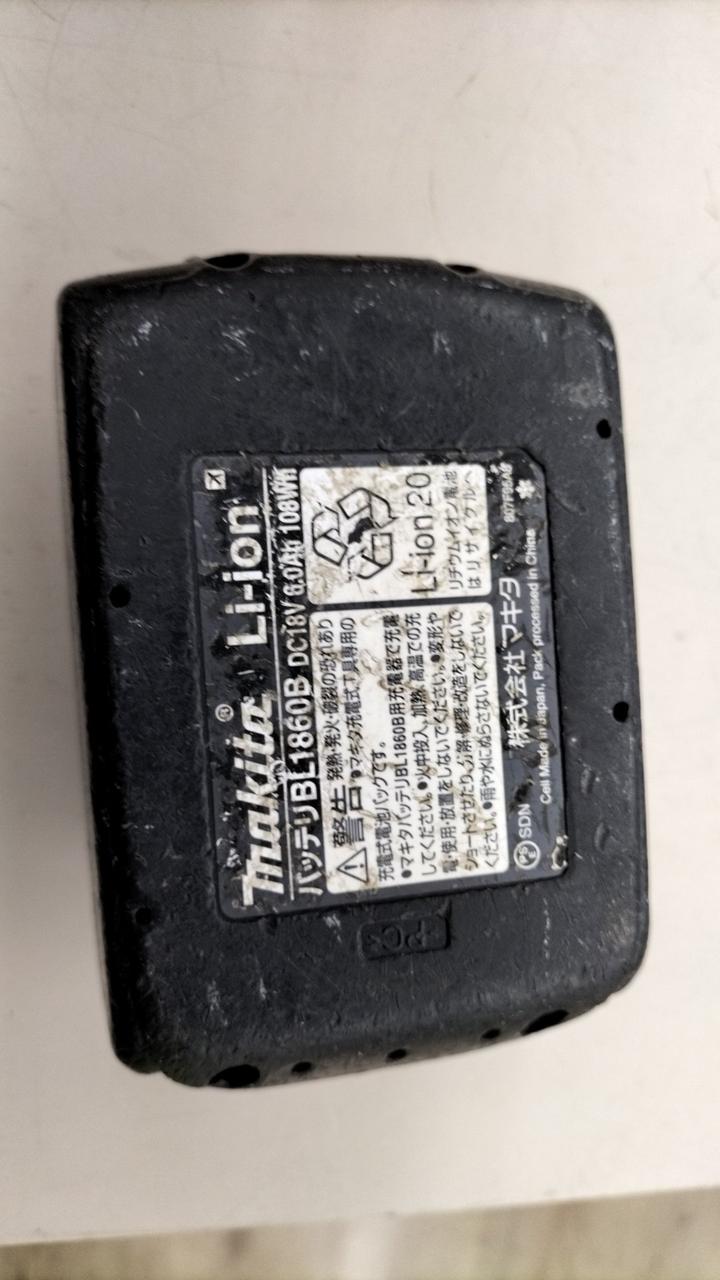 makita® Li-ion
バッテリBL1860B DC18V 6.0Ah 108Wh
警告
発熱・発火・破裂の恐れあり
●マキタ充電式工具専用の
充電式電池パックです。
●マキタバッテリBL1860B用充電器で充電
してください。●火中投入、加熱、高温での充
電・使用・放置をしないでください。●変形や
ショートさせたり、分解・修理・改造をしないで
ください。●雨や水にぬらさないでください。
Li-ion 20
リチウムイオン電池
はリサイクルへ
PS E SDN 株式会社 マキタ
Cell Made in Japan, Pack processed in China
>PC<